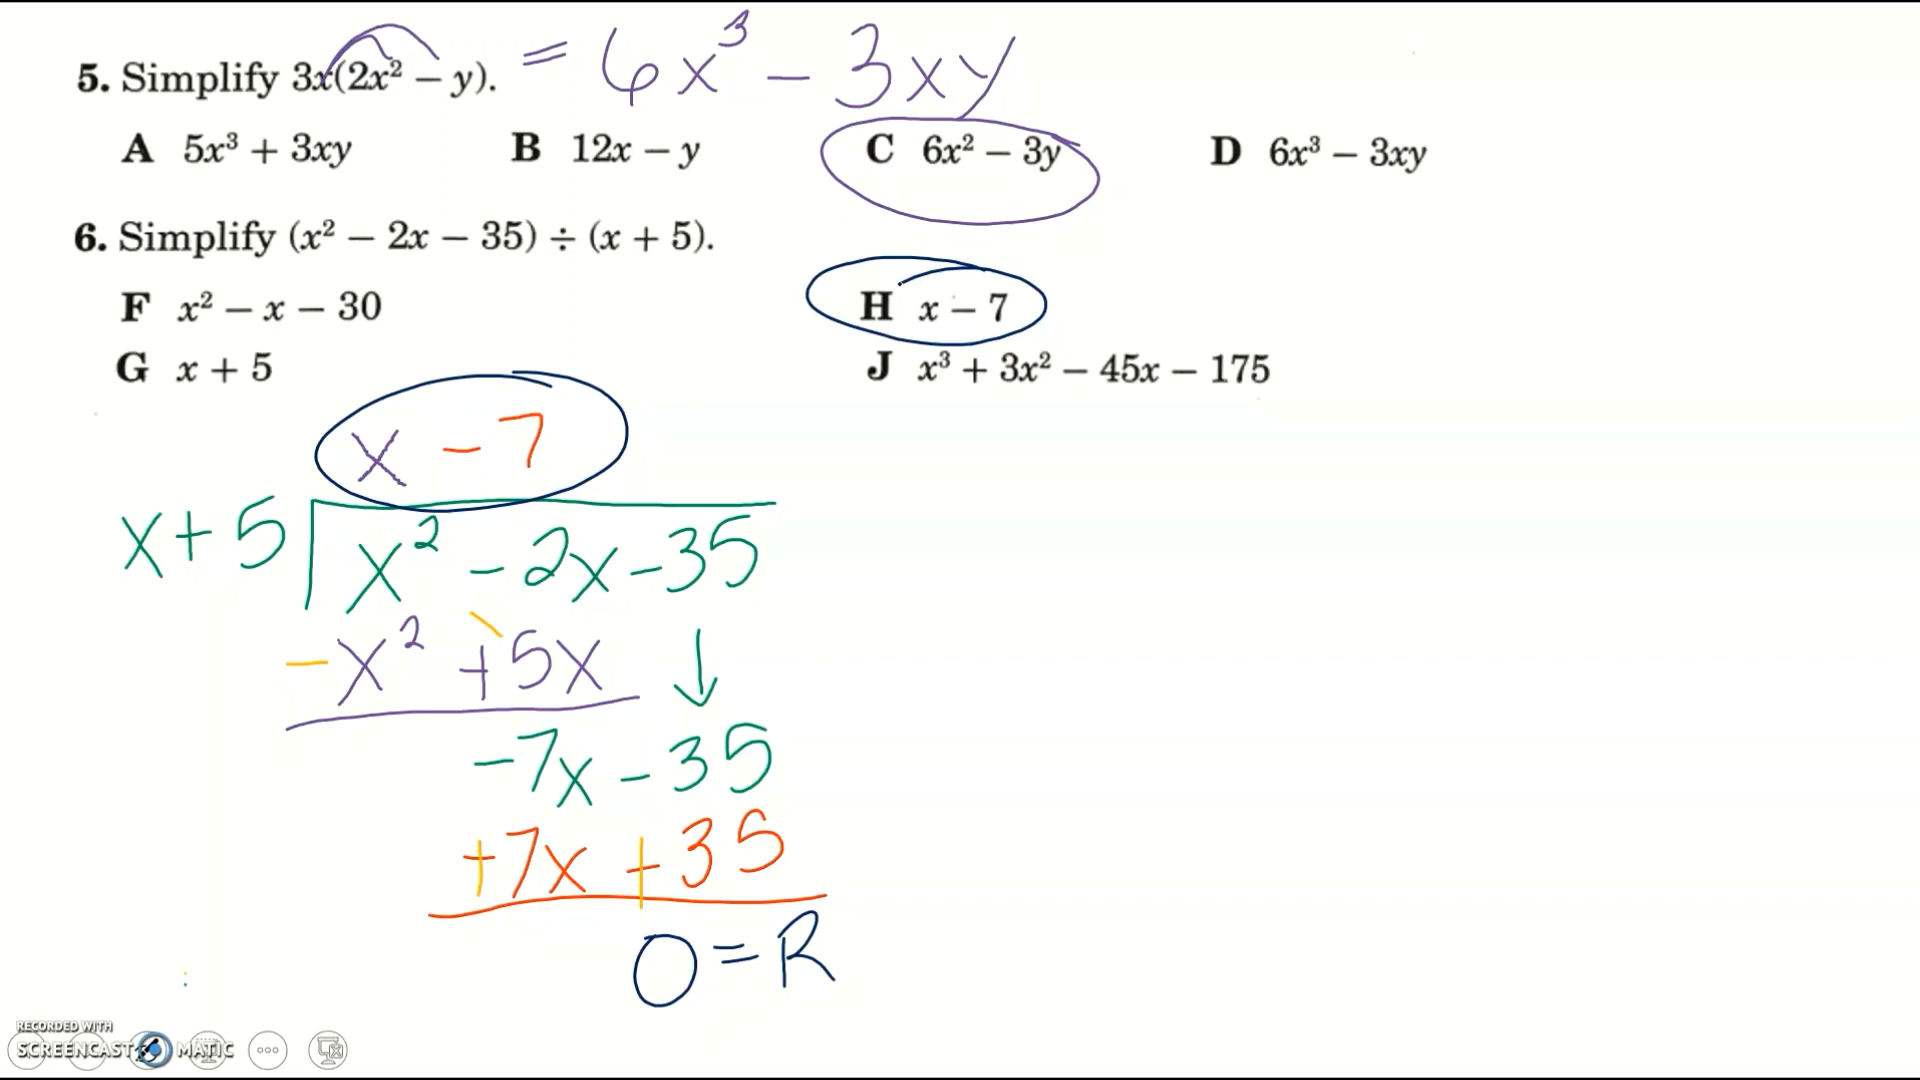 5. Simplify 3x(2x² − y). = 6x³ − 3xy
A 5x³ + 3xy B 12x − y C 6x² − 3y D 6x³ − 3xy
6. Simplify (x² − 2x − 35) ÷ (x + 5).
F x² − x − 30 H x − 7
G x + 5 J x³ + 3x² − 45x − 175
x − 7
x + 5 x² − 2x − 35
− x² + 5x ↓
− 7x − 35
+ 7x + 35
0 = R
RECORDED WITH
SCREENCAST MATIC